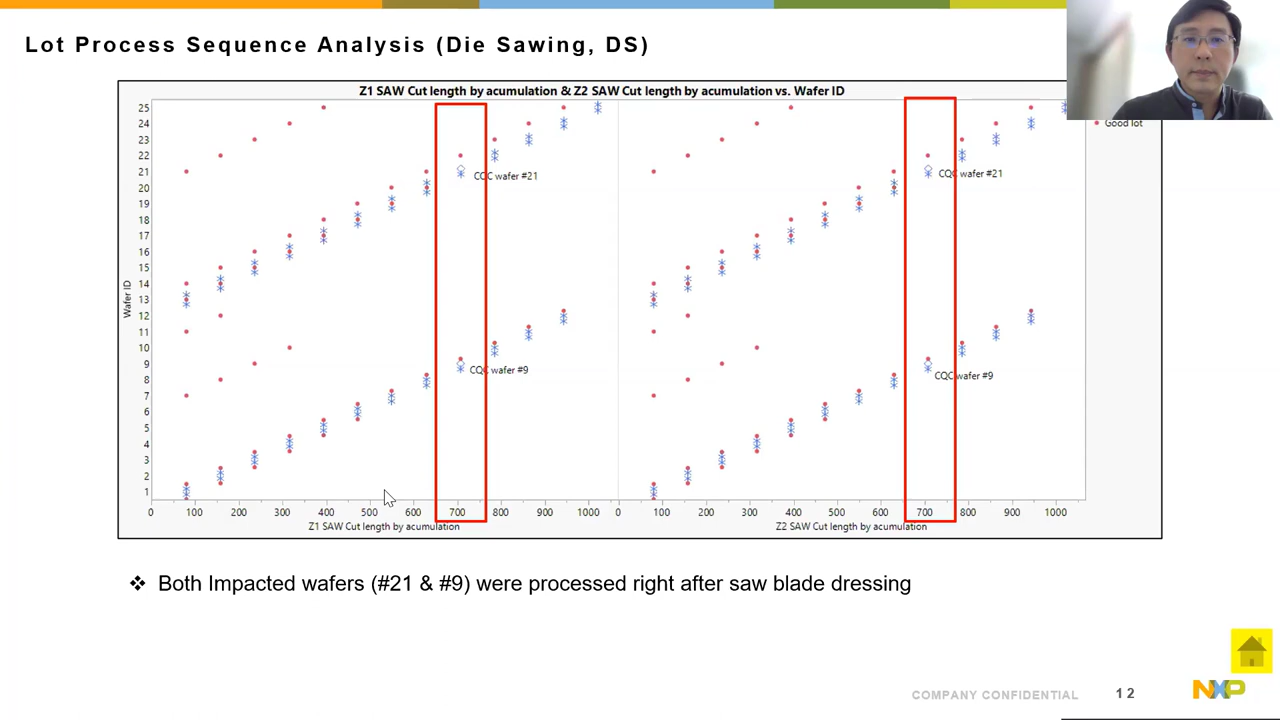 Lot Process Sequence Analysis (Die Sawing, DS)
Z1 SAW Cut length by acumulation & Z2 SAW Cut length by acumulation vs. Wafer ID
Good lot
Wafer ID
25
24
23
22
21
20
19
18
17
16
15
14
13
12
11
10
9
8
7
6
5
4
3
2
1
CQC wafer #21
CQC wafer #21
CQC wafer #9
CQC wafer #9
0 100 200 300 400 500 600 700 800 900 1000 0 100 200 300 400 500 600 700 800 900 1000
Z1 SAW Cut length by acumulation
Z2 SAW Cut length by acumulation
❖ Both Impacted wafers (#21 & #9) were processed right after saw blade dressing
COMPANY CONFIDENTIAL
12
NXP